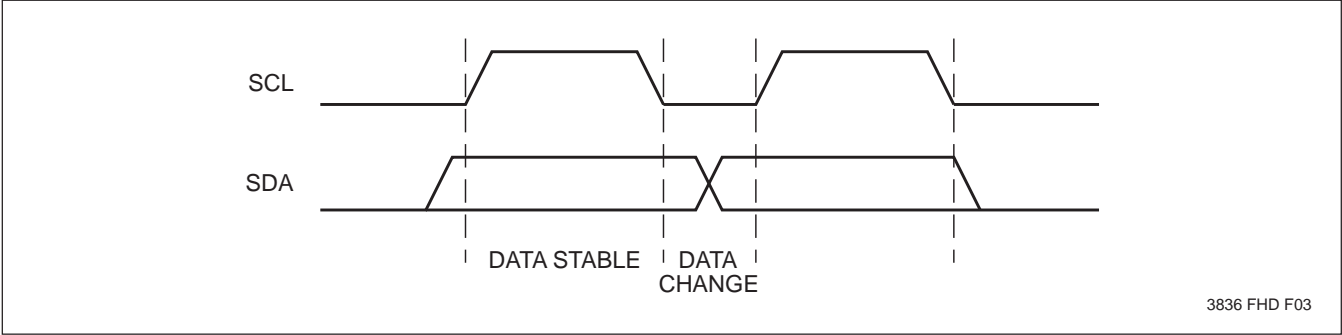 SCL
SDA
DATA STABLE
DATA
CHANGE
3836 FHD F03